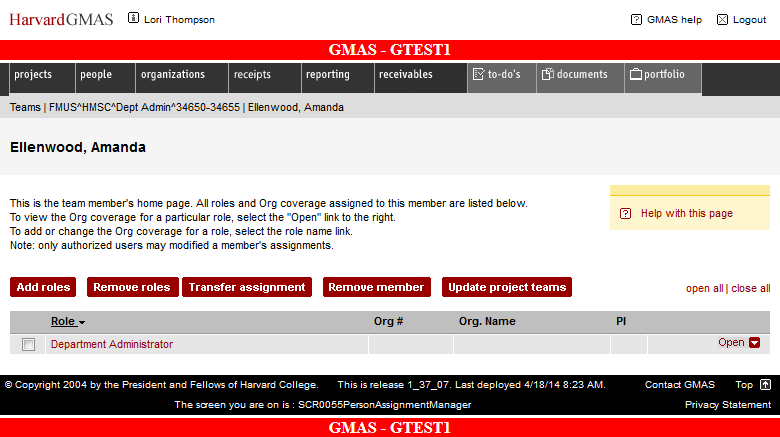 HarvardGMAS Lori Thompson GMAS help Logout
GMAS - GTEST1
projects people organizations receipts reporting receivables to-do's documents portfolio
Teams | FMUS^HMSC^Dept Admin^34650-34655 | Ellenwood, Amanda
Ellenwood, Amanda
This is the team member's home page. All roles and Org coverage assigned to this member are listed below.
To view the Org coverage for a particular role, select the "Open" link to the right.
To add or change the Org coverage for a role, select the role name link.
Note: only authorized users may modified a member's assignments.
? Help with this page
Add roles Remove roles Transfer assignment Remove member Update project teams open all | close all
Role Org # Org. Name PI
Department Administrator Open
© Copyright 2004 by the President and Fellows of Harvard College. This is release 1_37_07. Last deployed 4/18/14 8:23 AM. Contact GMAS Top
The screen you are on is : SCR0055PersonAssignmentManager Privacy Statement
GMAS - GTEST1